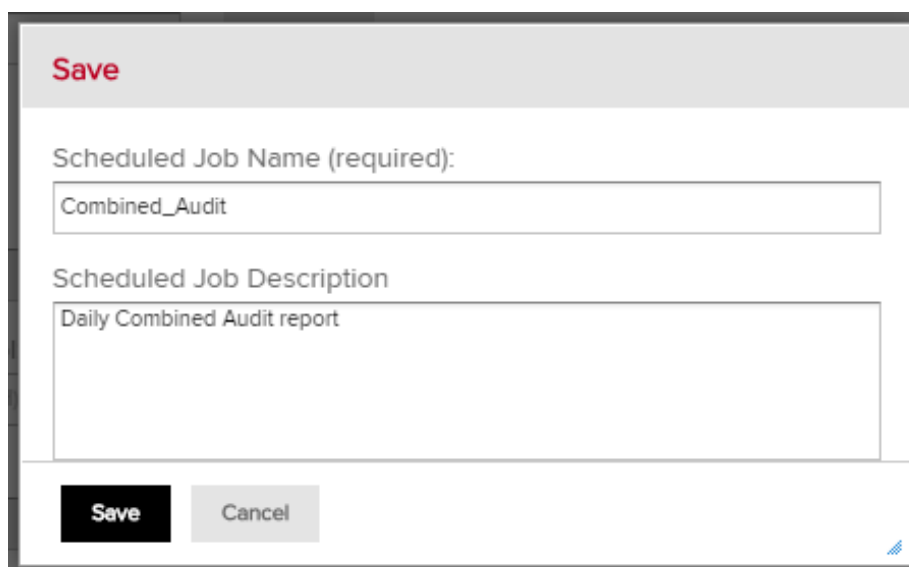 Save
Scheduled Job Name (required):
Combined_Audit
Scheduled Job Description
Daily Combined Audit report
Save
Cancel